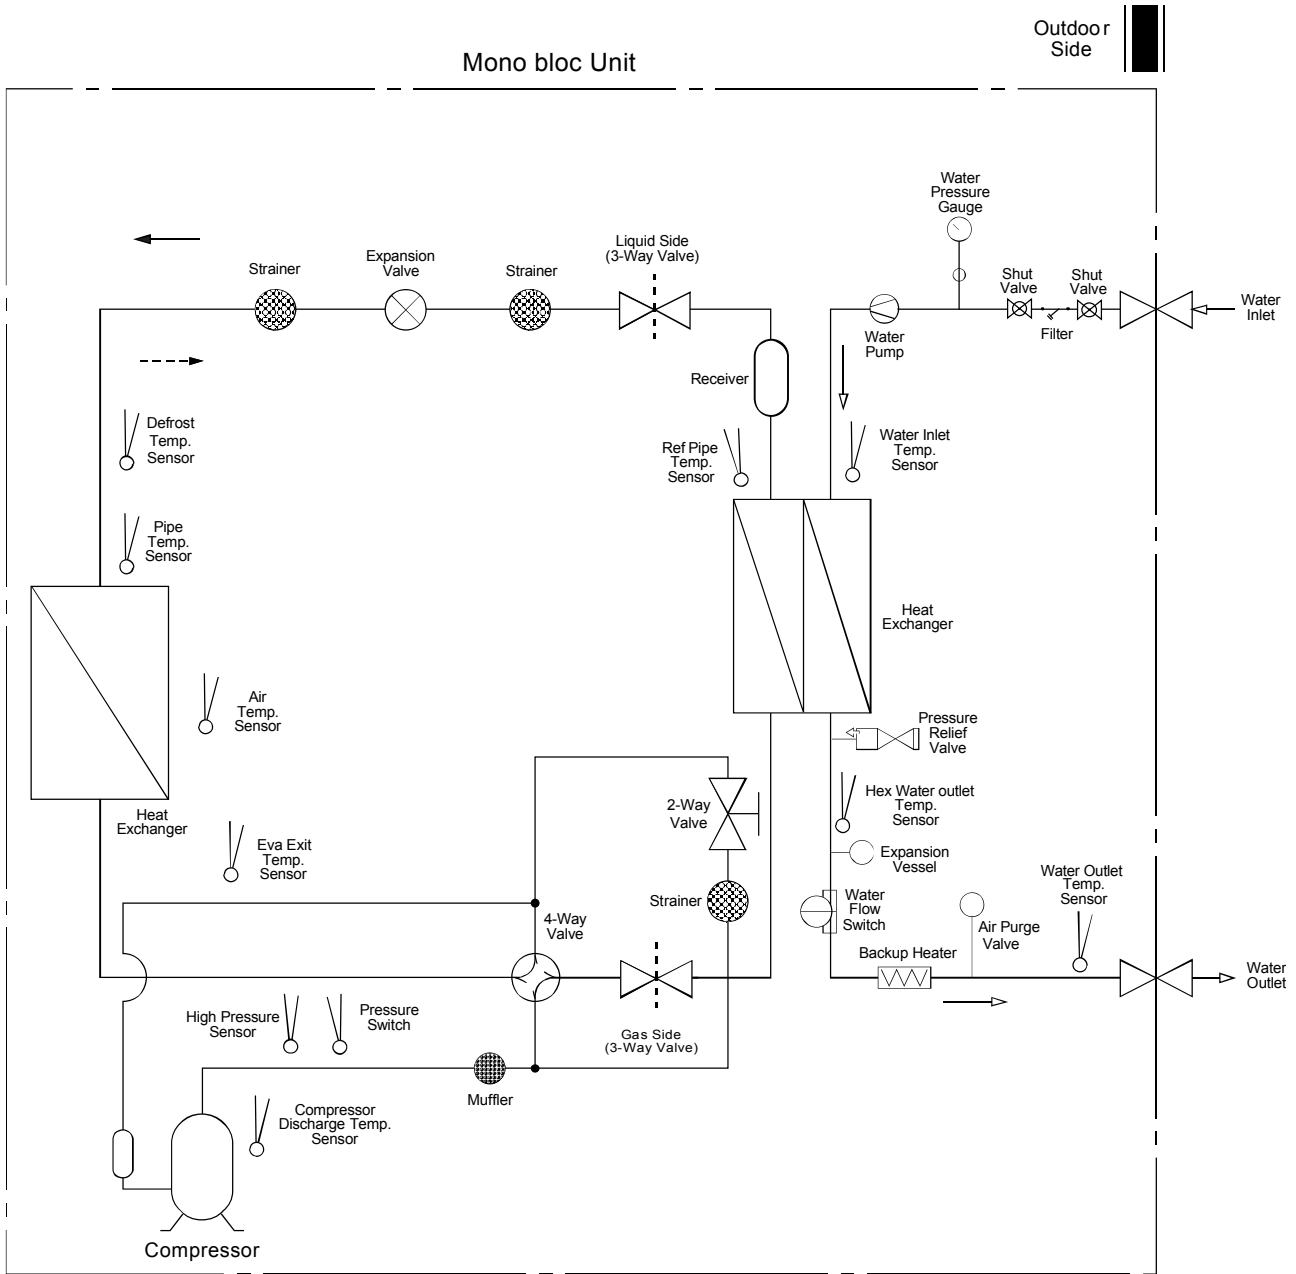 Outdoor
Side
Mono bloc Unit
Water
Pressure
Gauge
Liquid Side
(3-Way Valve)
Expansion
Valve
Strainer
Strainer
Shut
Valve
Shut
Valve
Water
Inlet
Filter
Water
Pump
Receiver
Defrost
Temp.
Sensor
Ref Pipe
Temp.
Sensor
Water Inlet
Temp.
Sensor
Pipe
Temp.
Sensor
Heat
Exchanger
Air
Temp.
Sensor
Pressure
Relief
Valve
Heat
Exchanger
2-Way
Valve
Hex Water outlet
Temp.
Sensor
Eva Exit
Temp.
Sensor
Expansion
Vessel
Water Outlet
Temp.
Sensor
Strainer
Water
Flow
Switch
4-Way
Valve
Air Purge
Valve
Backup Heater
Water
Outlet
High Pressure
Sensor
Pressure
Switch
Gas Side
(3-Way Valve)
Muffler
Compressor
Discharge Temp.
Sensor
Compressor